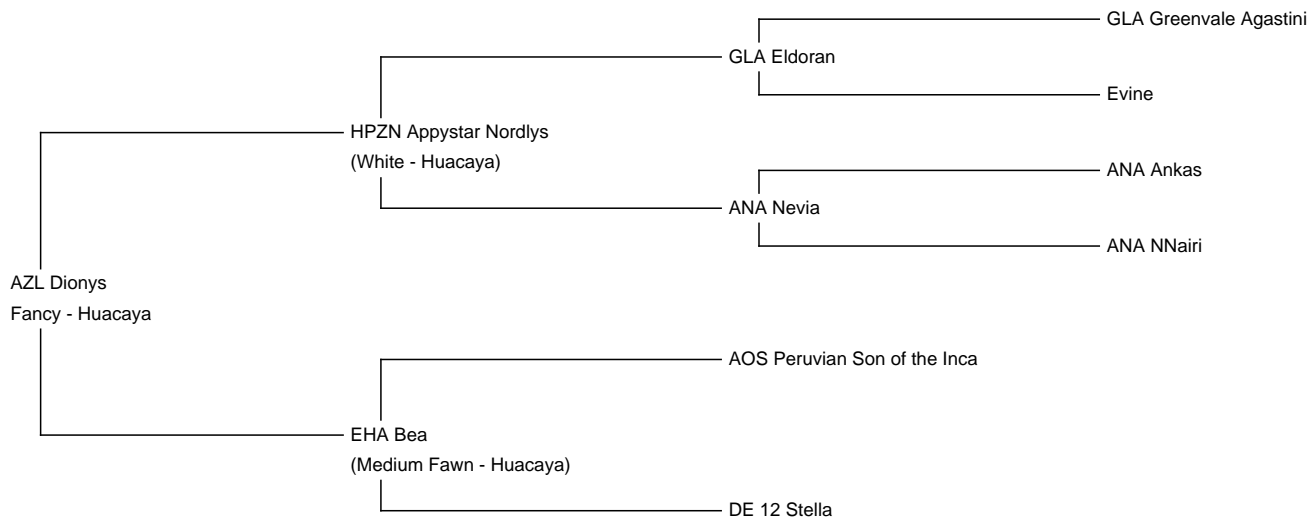 GLA Greenvale Agastini
GLA Eldoran
Evine
HPZN Appystar Nordlys
(White - Huacaya)
ANA Ankas
ANA Nevia
ANA NNairi
AZL Dionys
Fancy - Huacaya
AOS Peruvian Son of the Inca
EHA Bea
(Medium Fawn - Huacaya)
DE 12 Stella